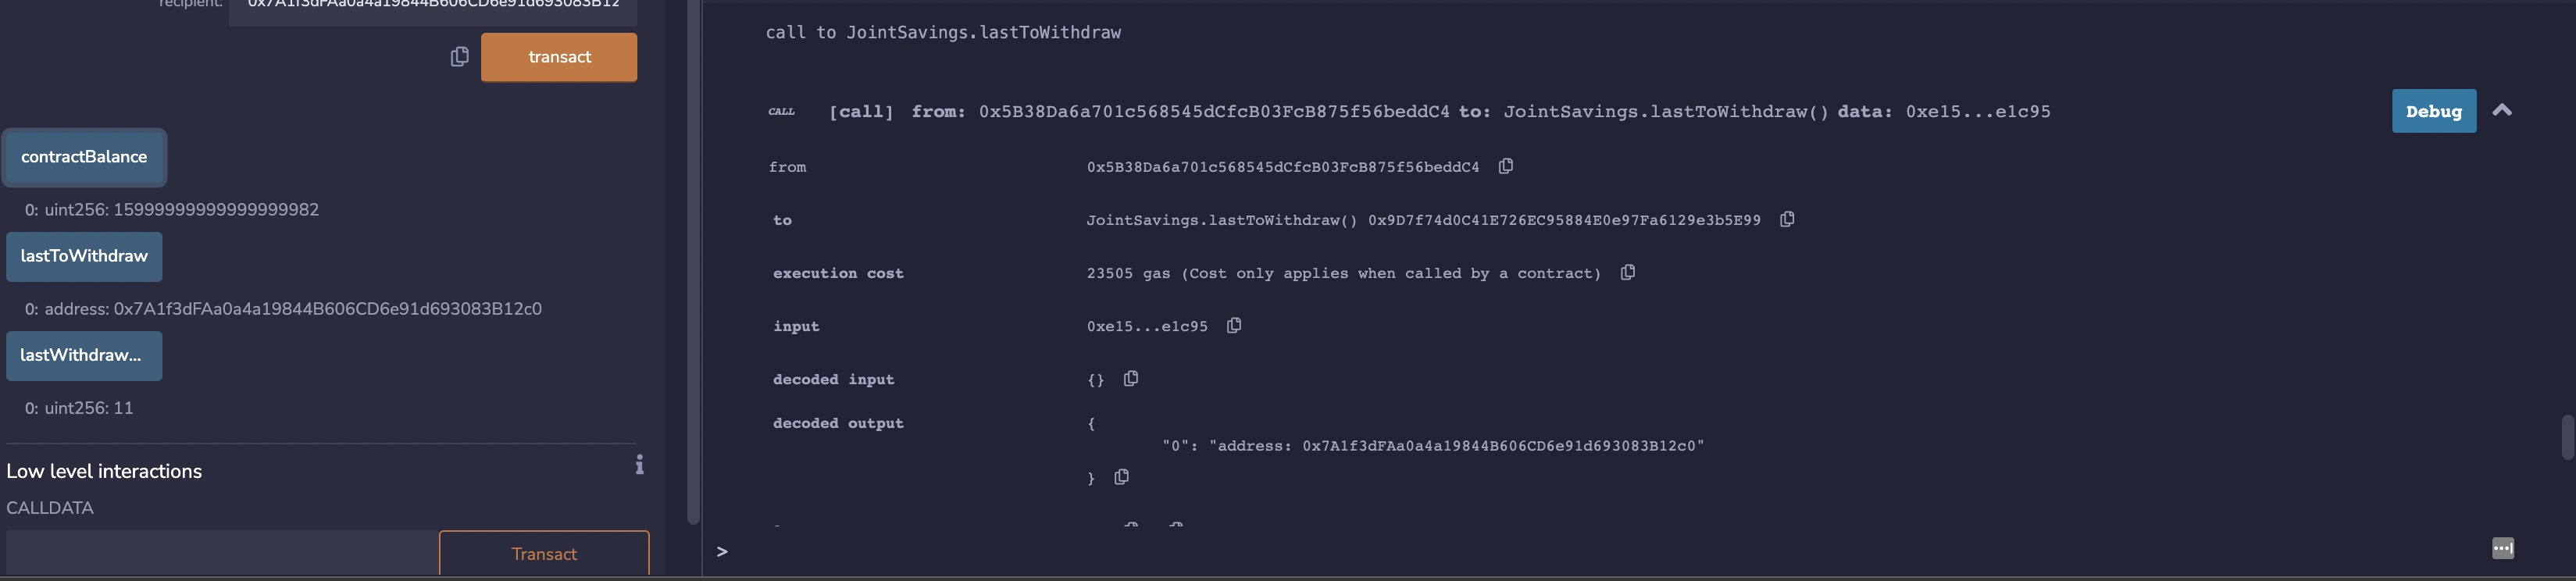 recipient: 0x7A1f3dFAa0a4a19844B606CD6e91d693083B12
transact
contractBalance
0: uint256: 15999999999999999982
lastToWithdraw
0: address: 0x7A1f3dFAa0a4a19844B606CD6e91d693083B12c0
lastWithdraw...
0: uint256: 11
Low level interactions
i
CALLDATA
Transact
call to JointSavings.lastToWithdraw
CALL [call] from: 0x5B38Da6a701c568545dCfcB03FcB875f56beddC4 to: JointSavings.lastToWithdraw() data: 0xe15...e1c95
Debug
from 0x5B38Da6a701c568545dCfcB03FcB875f56beddC4
to JointSavings.lastToWithdraw() 0x9D7f74d0C41E726EC95884E0e97Fa6129e3b5E99
execution cost 23505 gas (Cost only applies when called by a contract)
input 0xe15...e1c95
decoded input {}
decoded output {
"0": "address: 0x7A1f3dFAa0a4a19844B606CD6e91d693083B12c0"
}
>